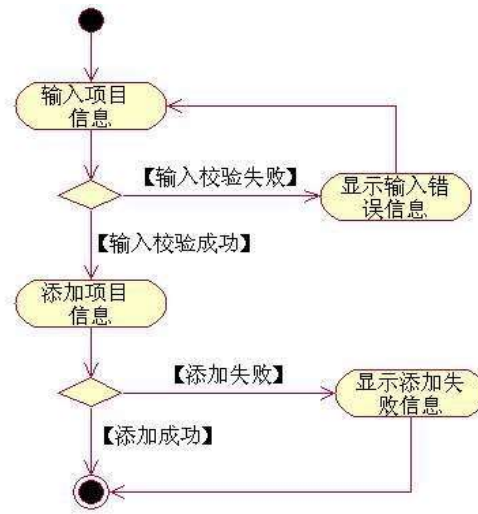 输入项目
信息
【输入校验失败】
显示输入错
误信息
【输入校验成功】
添加项目
信息
【添加失败】
显示添加失
败信息
【添加成功】